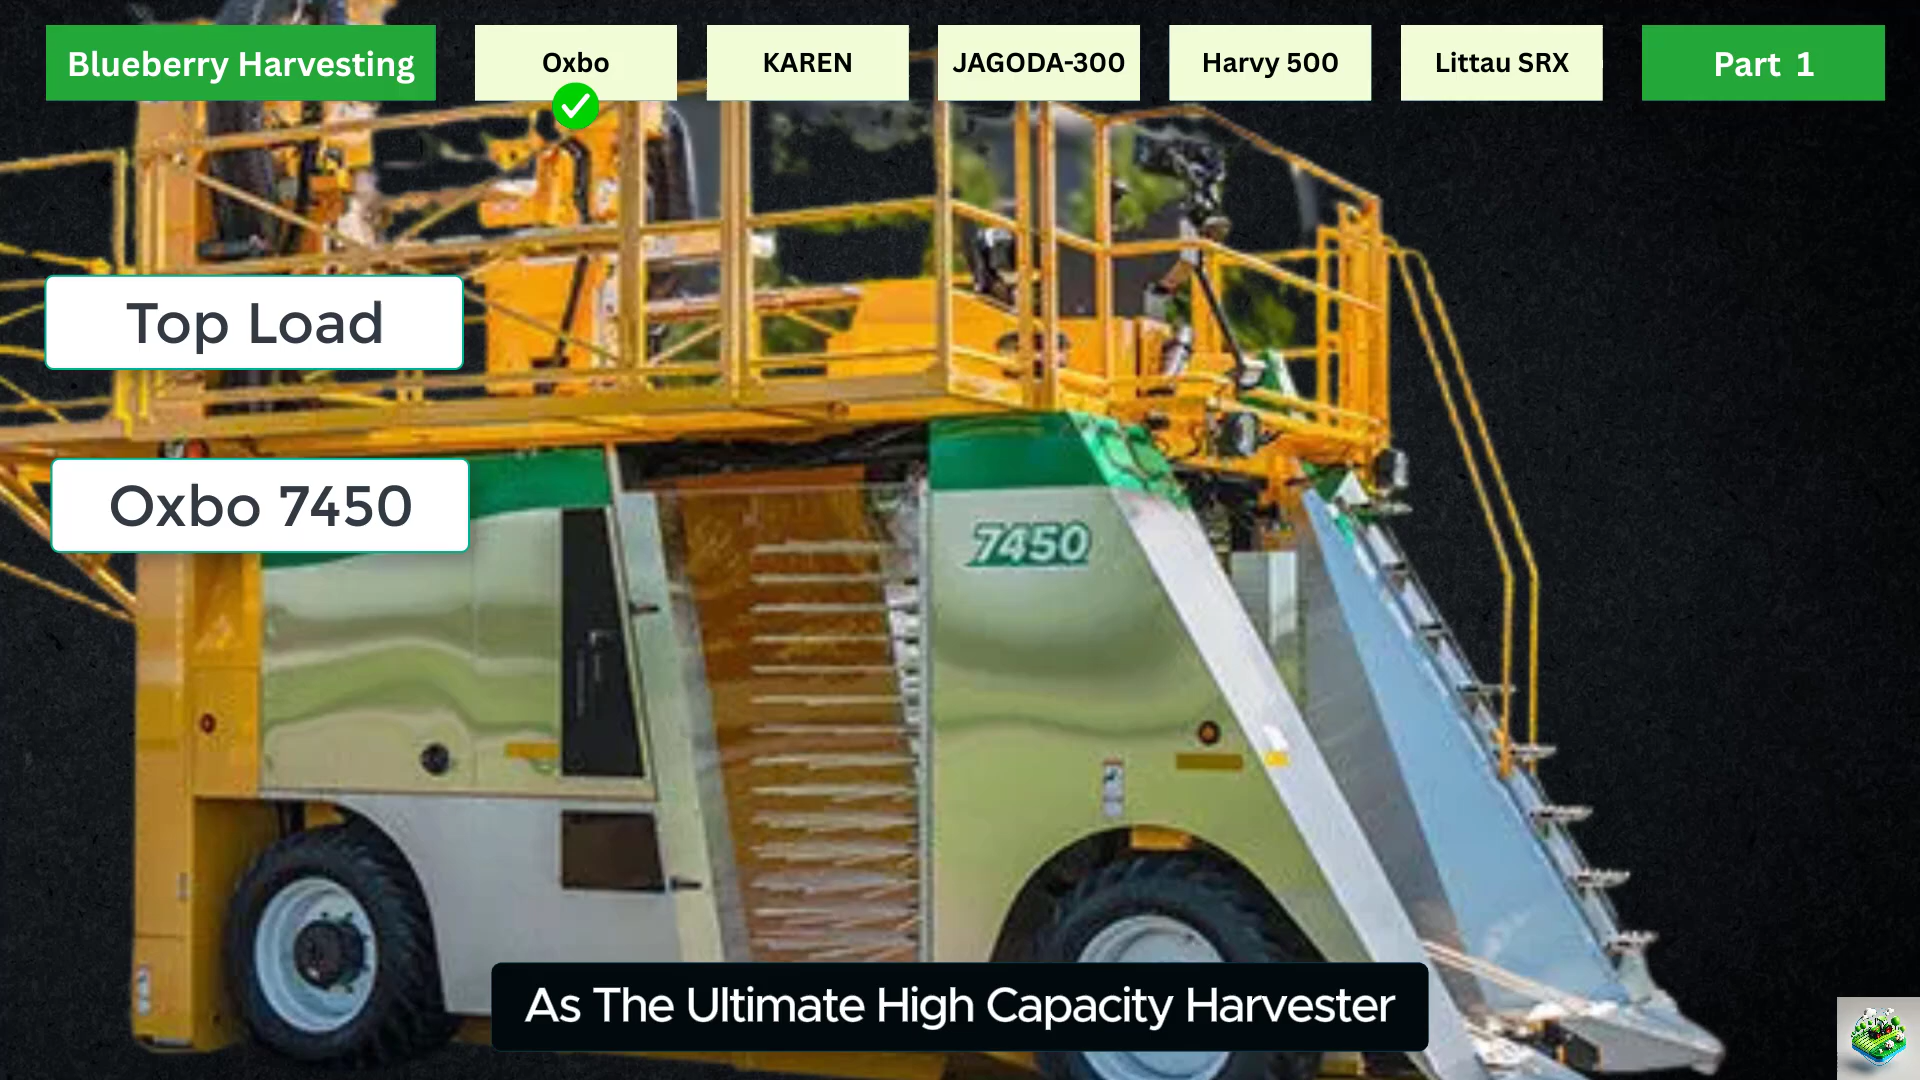 Blueberry Harvesting
Oxbo
KAREN
JAGODA-300
Harvy 500
Littau SRX
Part 1
Top Load
Oxbo 7450
7450
As The Ultimate High Capacity Harvester